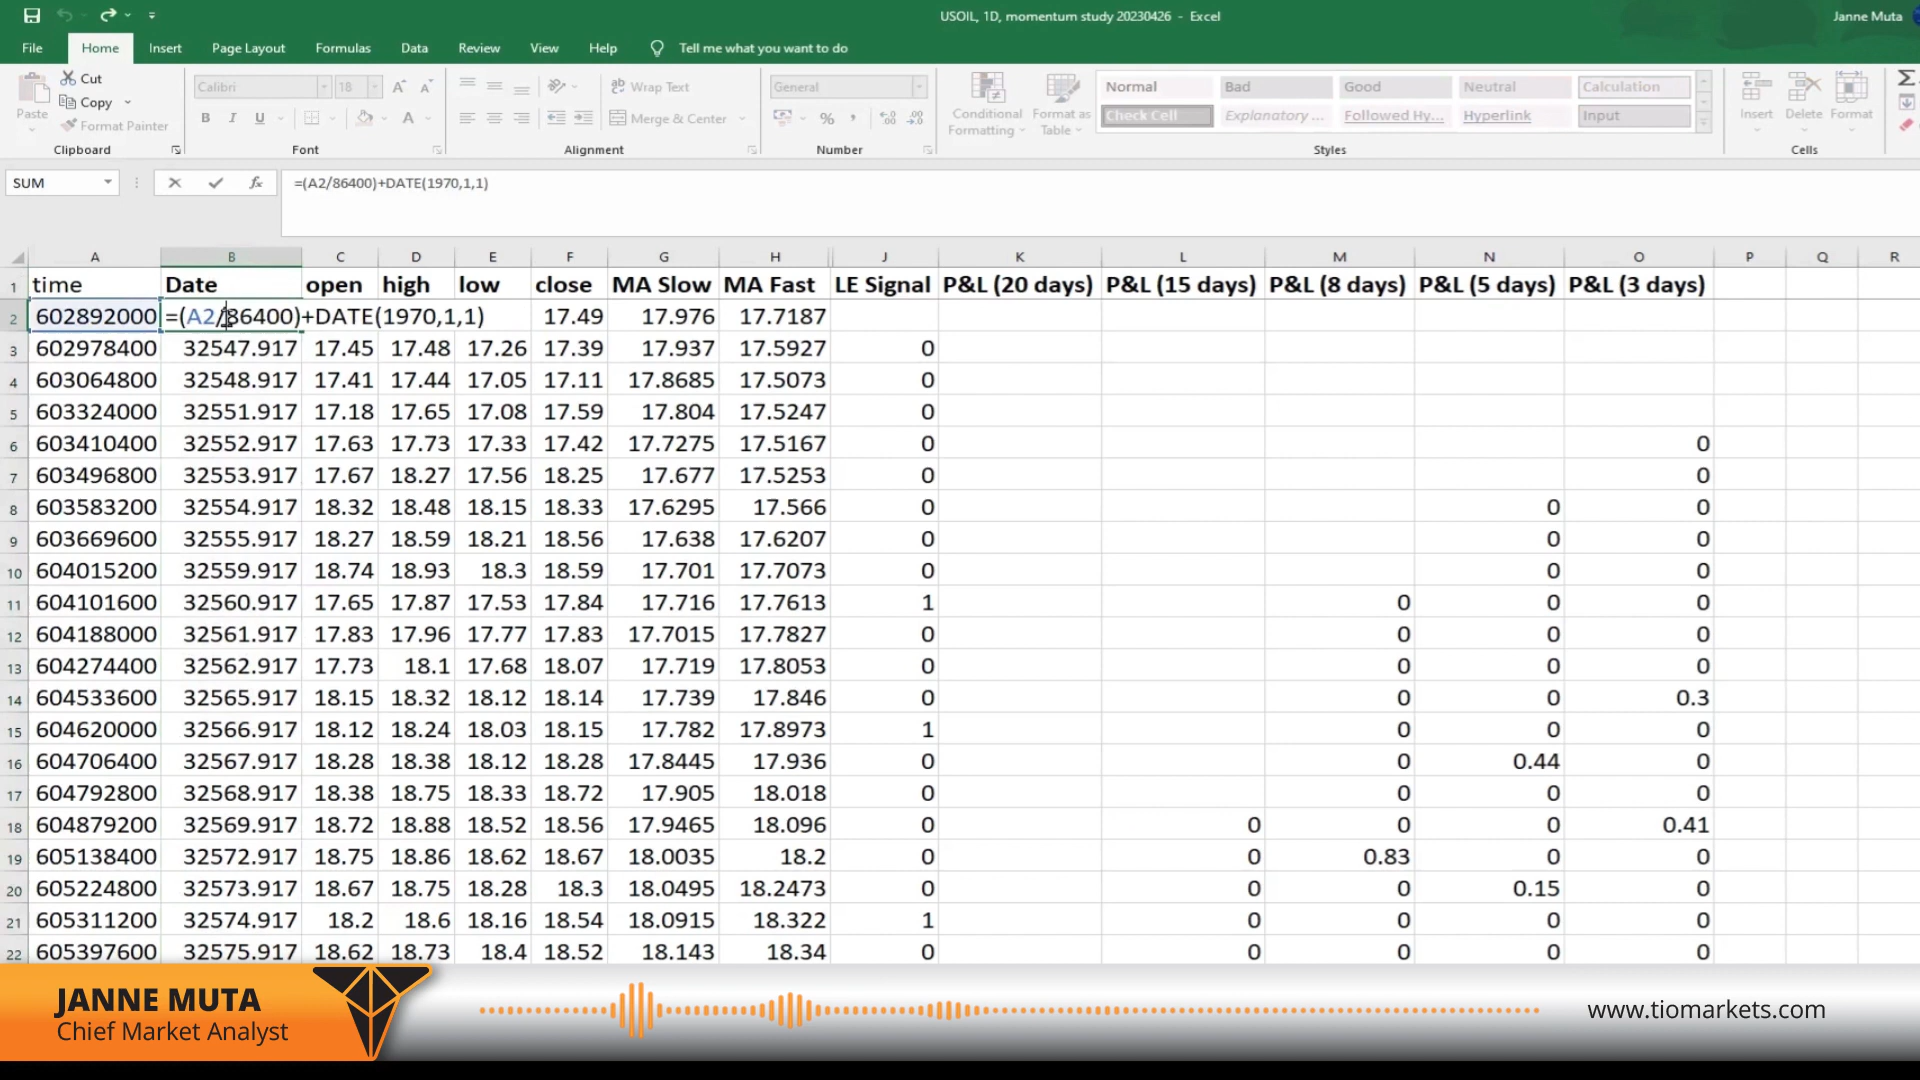 USOIL, 1D, momentum study 20230426 - Excel
Janne Muta
File Home Insert Page Layout Formulas Data Review View Help Tell me what you want to do
Paste
Cut
Copy
Format Painter
Clipboard
Calibri 18
B I U
Font
Wrap Text
Merge & Center
Alignment
General
Number
Conditional Formatting
Format as Table
Normal Bad Good Neutral Calculation
Check Cell Explanatory ... Followed Hy... Hyperlink Input
Styles
Insert Delete Format
Cells
SUM =(A2/86400)+DATE(1970,1,1)
A B C D E F G H J K L M N O P Q R
1 time Date open high low close MA Slow MA Fast LE Signal P&L (20 days) P&L (15 days) P&L (8 days) P&L (5 days) P&L (3 days)
2 602892000 =(A2/86400)+DATE(1970,1,1) 17.49 17.976 17.7187
3 602978400 32547.917 17.45 17.48 17.26 17.39 17.937 17.5927 0
4 603064800 32548.917 17.41 17.44 17.05 17.11 17.8685 17.5073 0
5 603324000 32551.917 17.18 17.65 17.08 17.59 17.804 17.5247 0
6 603410400 32552.917 17.63 17.73 17.33 17.42 17.7275 17.5167 0 0
7 603496800 32553.917 17.67 18.27 17.56 18.25 17.677 17.5253 0 0
8 603583200 32554.917 18.32 18.48 18.15 18.33 17.6295 17.566 0 0 0
9 603669600 32555.917 18.27 18.59 18.21 18.56 17.638 17.6207 0 0 0
10 604015200 32559.917 18.74 18.93 18.3 18.59 17.701 17.7073 0 0 0
11 604101600 32560.917 17.65 17.87 17.53 17.84 17.716 17.7613 1 0 0 0
12 604188000 32561.917 17.83 17.96 17.77 17.83 17.7015 17.7827 0 0 0 0
13 604274400 32562.917 17.73 18.1 17.68 18.07 17.719 17.8053 0 0 0 0
14 604533600 32565.917 18.15 18.32 18.12 18.14 17.739 17.846 0 0 0 0.3
15 604620000 32566.917 18.12 18.24 18.03 18.15 17.782 17.8973 1 0 0 0
16 604706400 32567.917 18.28 18.38 18.12 18.28 17.8445 17.936 0 0 0.44 0
17 604792800 32568.917 18.38 18.75 18.33 18.72 17.905 18.018 0 0 0 0
18 604879200 32569.917 18.72 18.88 18.52 18.56 17.9465 18.096 0 0 0 0 0.41
19 605138400 32572.917 18.75 18.86 18.62 18.67 18.0035 18.2 0 0 0.83 0 0
20 605224800 32573.917 18.67 18.75 18.28 18.3 18.0495 18.2473 0 0 0 0.15 0
21 605311200 32574.917 18.2 18.6 18.16 18.54 18.0915 18.322 1 0 0 0 0
22 605397600 32575.917 18.62 18.73 18.4 18.52 18.143 18.34 0 0 0 0 0
JANNE MUTA
Chief Market Analyst
www.tiomarkets.com